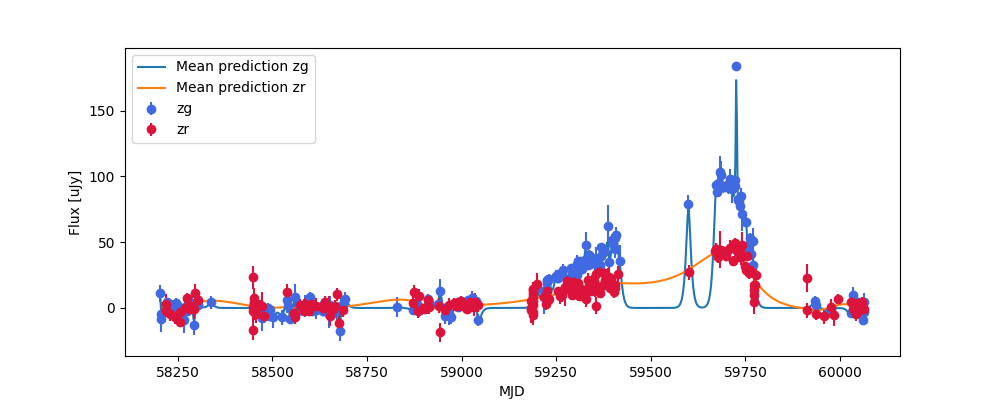 Mean prediction zg
Mean prediction zr
zg
zr
Flux [uJy]
150
100
50
0
58250 58500 58750 59000 59250 59500 59750 60000
MJD